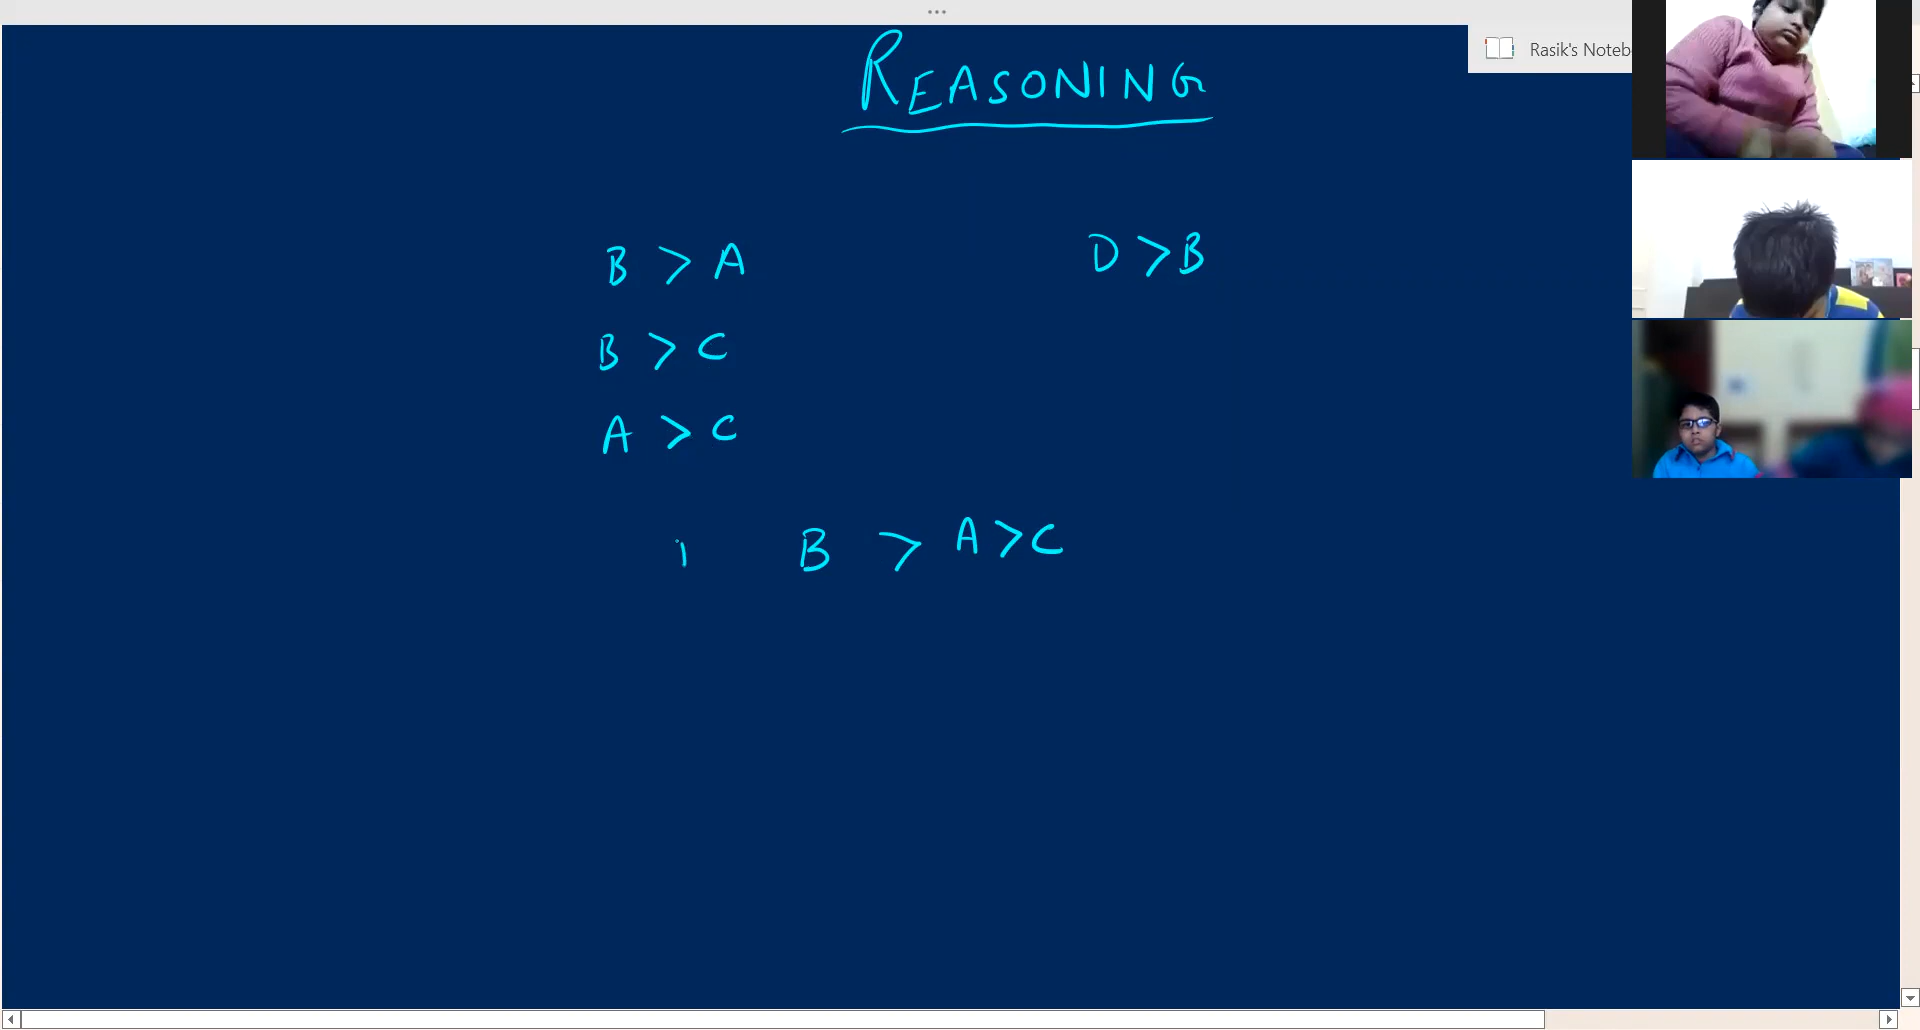 REASONING
Rasik's Noteb
B > A
D > B
B > C
A > C
B > A > C